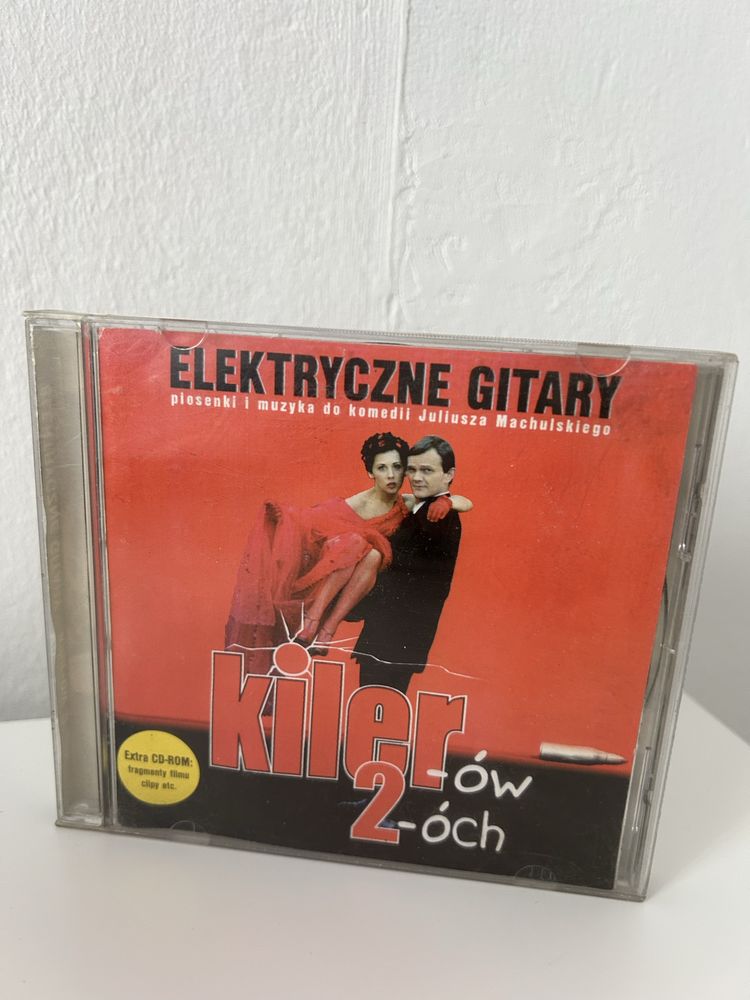 ELEKTRYCZNE GITARY
piosenki i muzyka do komedii Juliusza Machulskiego
kiler-ów
2-óch
Extra CD-ROM:
fragmenty filmu
clipy etc.